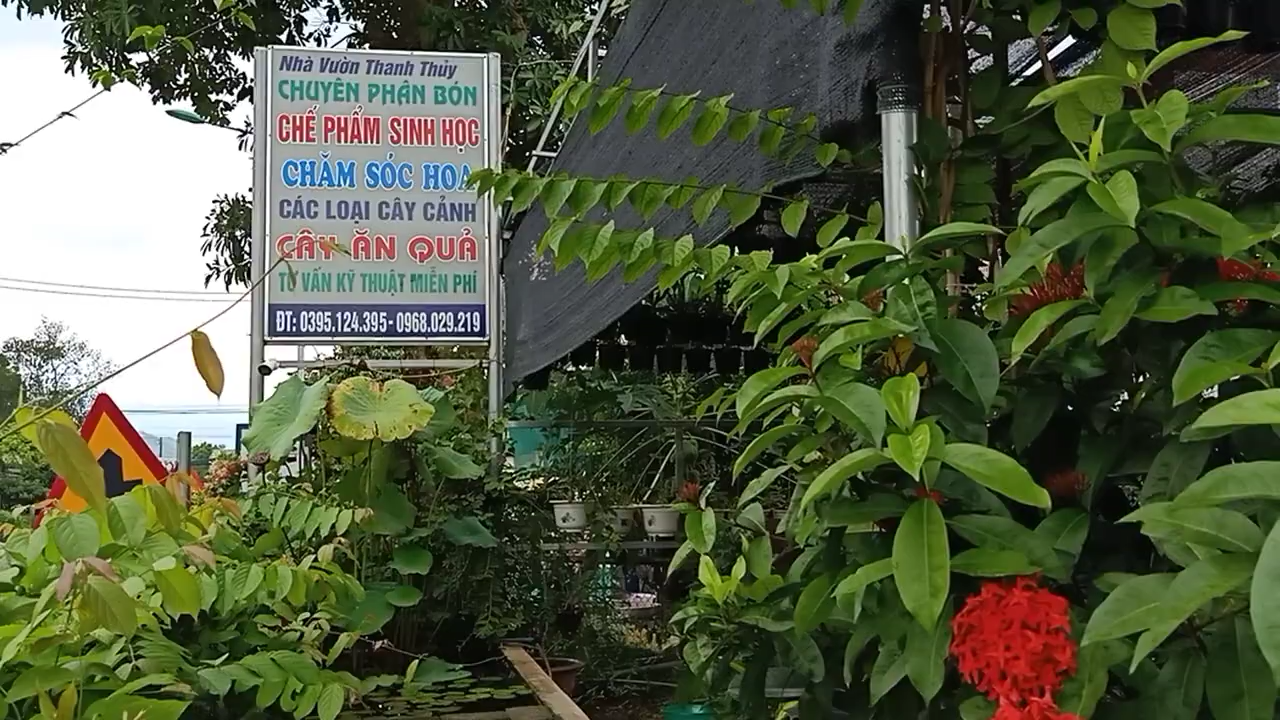 Nhà Vườn Thanh Thủy
CHUYÊN PHÂN BÓN
CHẾ PHẨM SINH HỌC
CHĂM SÓC HOA
CÁC LOẠI CÂY CẢNH
CÂY ĂN QUẢ
TƯ VẤN KỸ THUẬT MIỄN PHÍ
ĐT: 0395.124.395- 0968.029.219